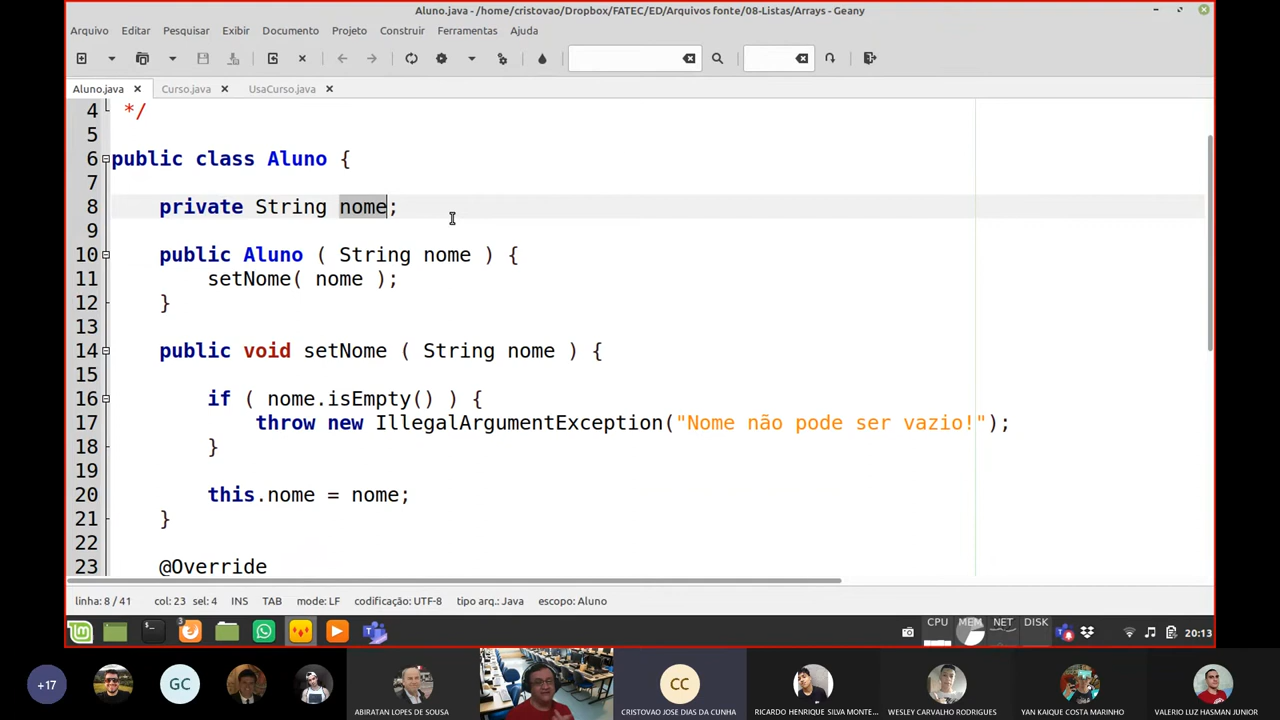 Aluno.java - /home/cristovao/Dropbox/FATEC/ED/Arquivos fonte/08-Listas/Arrays - Geany
Arquivo Editar Pesquisar Exibir Documento Projeto Construir Ferramentas Ajuda
Aluno.java Curso.java UsaCurso.java
4 */
5
6 public class Aluno {
7
8 private String nome;
9
10 public Aluno ( String nome ) {
11 setNome( nome );
12 }
13
14 public void setNome ( String nome ) {
15
16 if ( nome.isEmpty() ) {
17 throw new IllegalArgumentException("Nome não pode ser vazio!");
18 }
19
20 this.nome = nome;
21 }
22
23 @Override
linha: 8 / 41 col: 23 sel: 4 INS TAB mode: LF codificação: UTF-8 tipo arq.: Java escopo: Aluno
3 CPU MEM NET DISK 20:13
+17 GC CC
ABIRATAN LOPES DE SOUSA CRISTOVAO JOSE DIAS DA CUNHA RICARDO HENRIQUE SILVA MONTE... WESLEY CARVALHO RODRIGUES YAN KAIQUE COSTA MARINHO VALERIO LUZ HASMAN JUNIOR